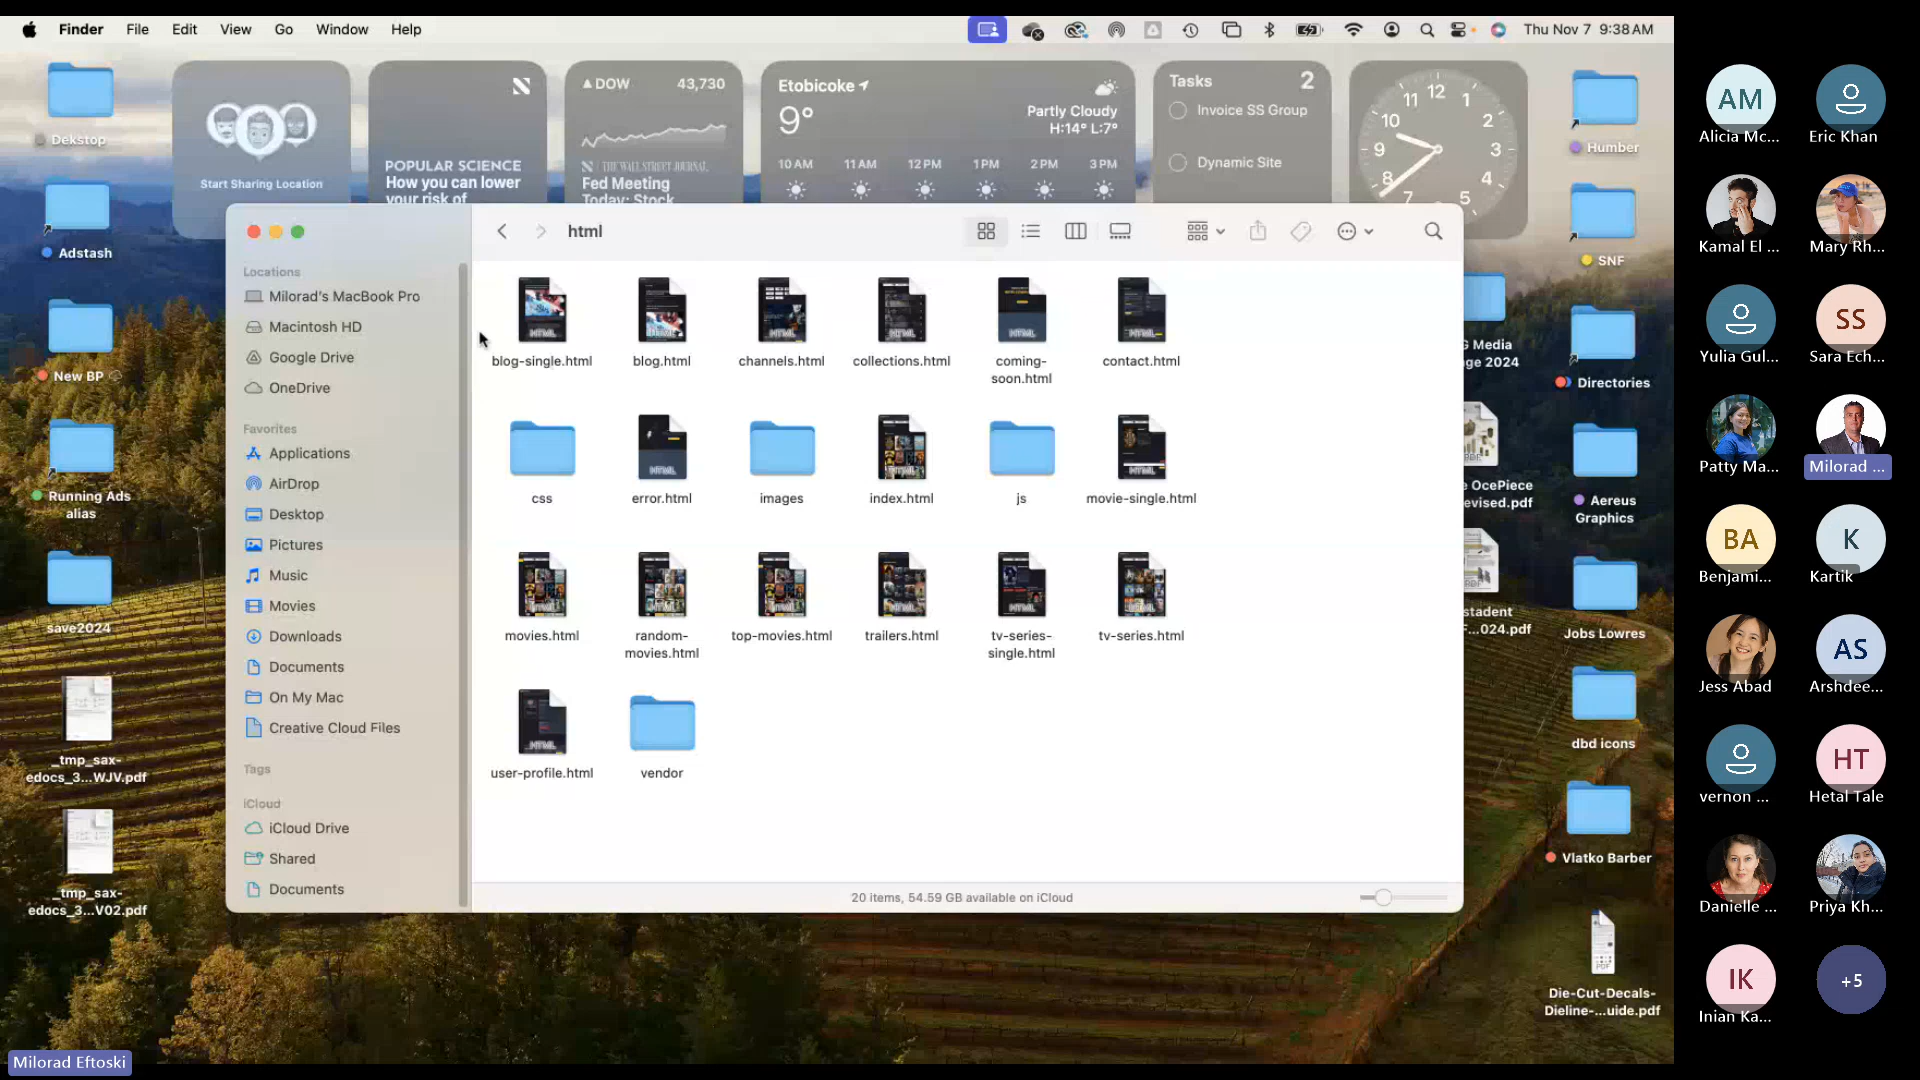 Finder File Edit View Go Window Help
Thu Nov 7 9:38 AM
Dekstop
Adstash
New BP
Running Ads
alias
save2024
_tmp_sax-
edocs_3...WJV.pdf
_tmp_sax-
edocs_3...V02.pdf
Start Sharing Location
POPULAR SCIENCE
How you can lower
your risk of
DOW 43,730
THE WALL STREET JOURNAL.
Fed Meeting
Today: Stock
Etobicoke
9°
Partly Cloudy
H:14° L:7°
10 AM 11 AM 12 PM 1 PM 2 PM 3 PM
Tasks 2
Invoice SS Group
Dynamic Site
12 1 2 3 4 5 7 8 9 10 11
html
Locations
Milorad's MacBook Pro
Macintosh HD
Google Drive
OneDrive
Favorites
Applications
AirDrop
Desktop
Pictures
Music
Movies
Downloads
Documents
On My Mac
Creative Cloud Files
Tags
iCloud
iCloud Drive
Shared
Documents
blog-single.html
blog.html
channels.html
collections.html
coming-
soon.html
contact.html
css
error.html
images
index.html
js
movie-single.html
movies.html
random-
movies.html
top-movies.html
trailers.html
tv-series-
single.html
tv-series.html
user-profile.html
vendor
20 items, 54.59 GB available on iCloud
G Media
ge 2024
e OcePiece
evised.pdf
stadent
F...024.pdf
Humber
SNF
Directories
Aereus
Graphics
Jobs Lowres
dbd icons
Vlatko Barber
PDF
Die-Cut-Decals-
Dieline-...uide.pdf
AM
Alicia Mc...
Eric Khan
Kamal El ...
Mary Rh...
Yulia Gul...
SS
Sara Ech...
Patty Ma...
Milorad ...
BA
Benjami...
K
Kartik
Jess Abad
AS
Arshdee...
vernon ...
HT
Hetal Tale
Danielle ...
Priya Kh...
IK
Inian Ka...
+5
Milorad Eftoski